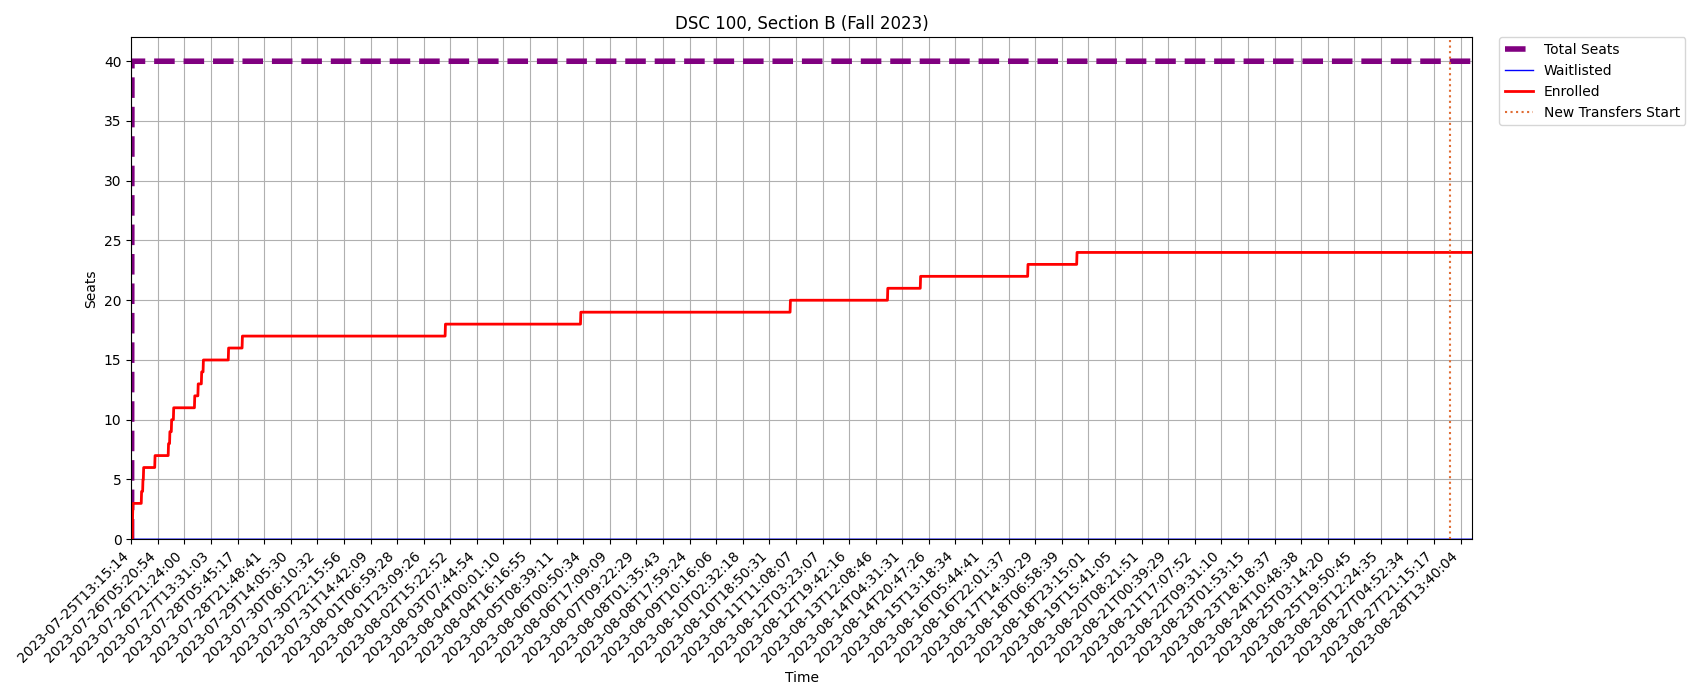 DSC 100, Section B (Fall 2023)
Total Seats
Waitlisted
Enrolled
New Transfers Start
Seats
40
35
30
25
20
15
10
5
0
2023-07-25T13:15:14
2023-07-26T05:20:54
2023-07-26T21:24:00
2023-07-27T13:31:03
2023-07-28T05:45:17
2023-07-28T21:48:41
2023-07-29T14:05:30
2023-07-30T06:10:32
2023-07-30T22:15:56
2023-07-31T14:42:09
2023-08-01T06:59:28
2023-08-01T23:09:26
2023-08-02T15:22:52
2023-08-03T07:44:54
2023-08-04T00:01:10
2023-08-04T16:16:55
2023-08-05T08:39:11
2023-08-06T00:50:34
2023-08-06T17:09:09
2023-08-07T09:22:29
2023-08-08T01:35:43
2023-08-08T17:59:24
2023-08-09T10:16:06
2023-08-10T02:32:18
2023-08-10T18:50:31
2023-08-11T11:08:07
2023-08-12T03:23:07
2023-08-12T19:42:16
2023-08-13T12:08:46
2023-08-14T04:31:31
2023-08-14T20:47:26
2023-08-15T13:18:34
2023-08-16T05:44:41
2023-08-16T22:01:37
2023-08-17T14:30:29
2023-08-18T06:58:39
2023-08-18T23:15:01
2023-08-19T15:41:05
2023-08-20T08:21:51
2023-08-21T00:39:29
2023-08-21T17:07:52
2023-08-22T09:31:10
2023-08-23T01:53:15
2023-08-23T18:18:37
2023-08-24T10:48:38
2023-08-25T03:14:20
2023-08-25T19:50:45
2023-08-26T12:24:35
2023-08-27T04:52:34
2023-08-27T21:15:17
2023-08-28T13:40:04
Time